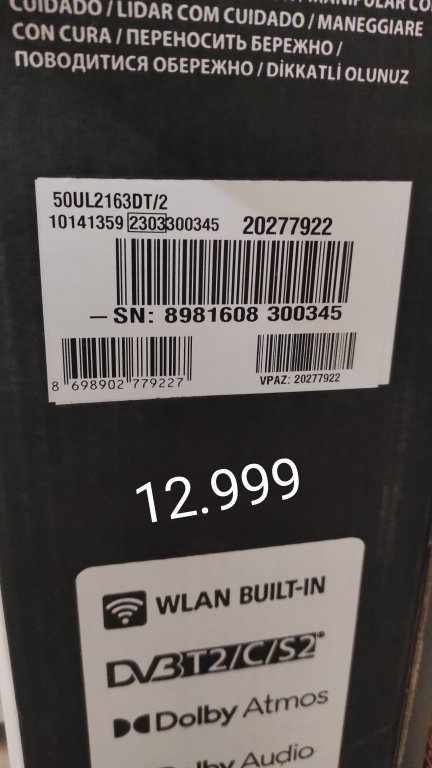 CUIDADO / LIDAR COM CUIDADO / MANEGGIARE
CON CURA / ПЕРЕНОСИТЬ БЕРЕЖНО /
ПОВОДИТИСЯ ОБЕРЕЖНО / DİKKATLİ OLUNUZ
50UL2163DT/2
10141359 2303300345 20277922
– SN: 8981608 300345
8 698902 779227
VPAZ: 20277922
12.999
WLAN BUILT-IN
DVB T2/C/S2
Dolby Atmos
Dolby Audio